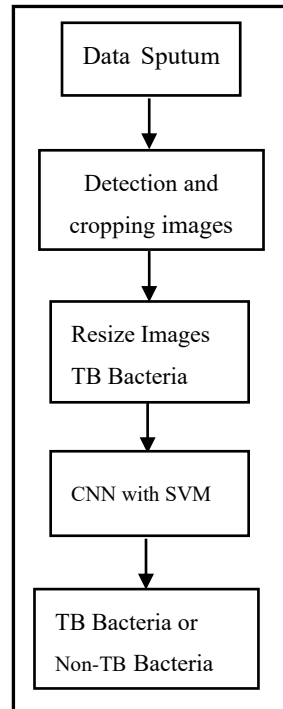 Data Sputum
Detection and
cropping images
Resize Images
TB Bacteria
CNN with SVM
TB Bacteria or
Non-TB Bacteria